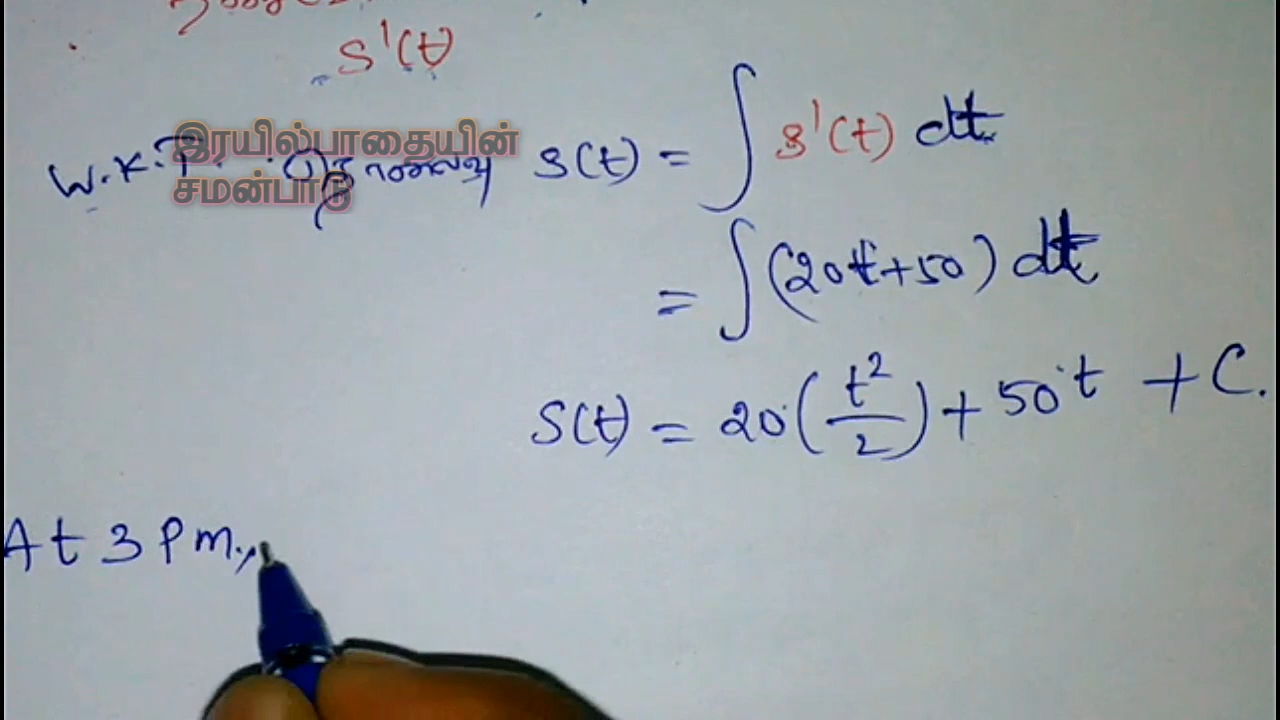 s'(t)
W.K.T. தொலைவு s(t) = ∫ s'(t) dt
இரயில்பாதையின்
சமன்பாடு
= ∫ (20t+50) dt
S(t) = 20 (t²/2) + 50t + C.
At 3 pm.,